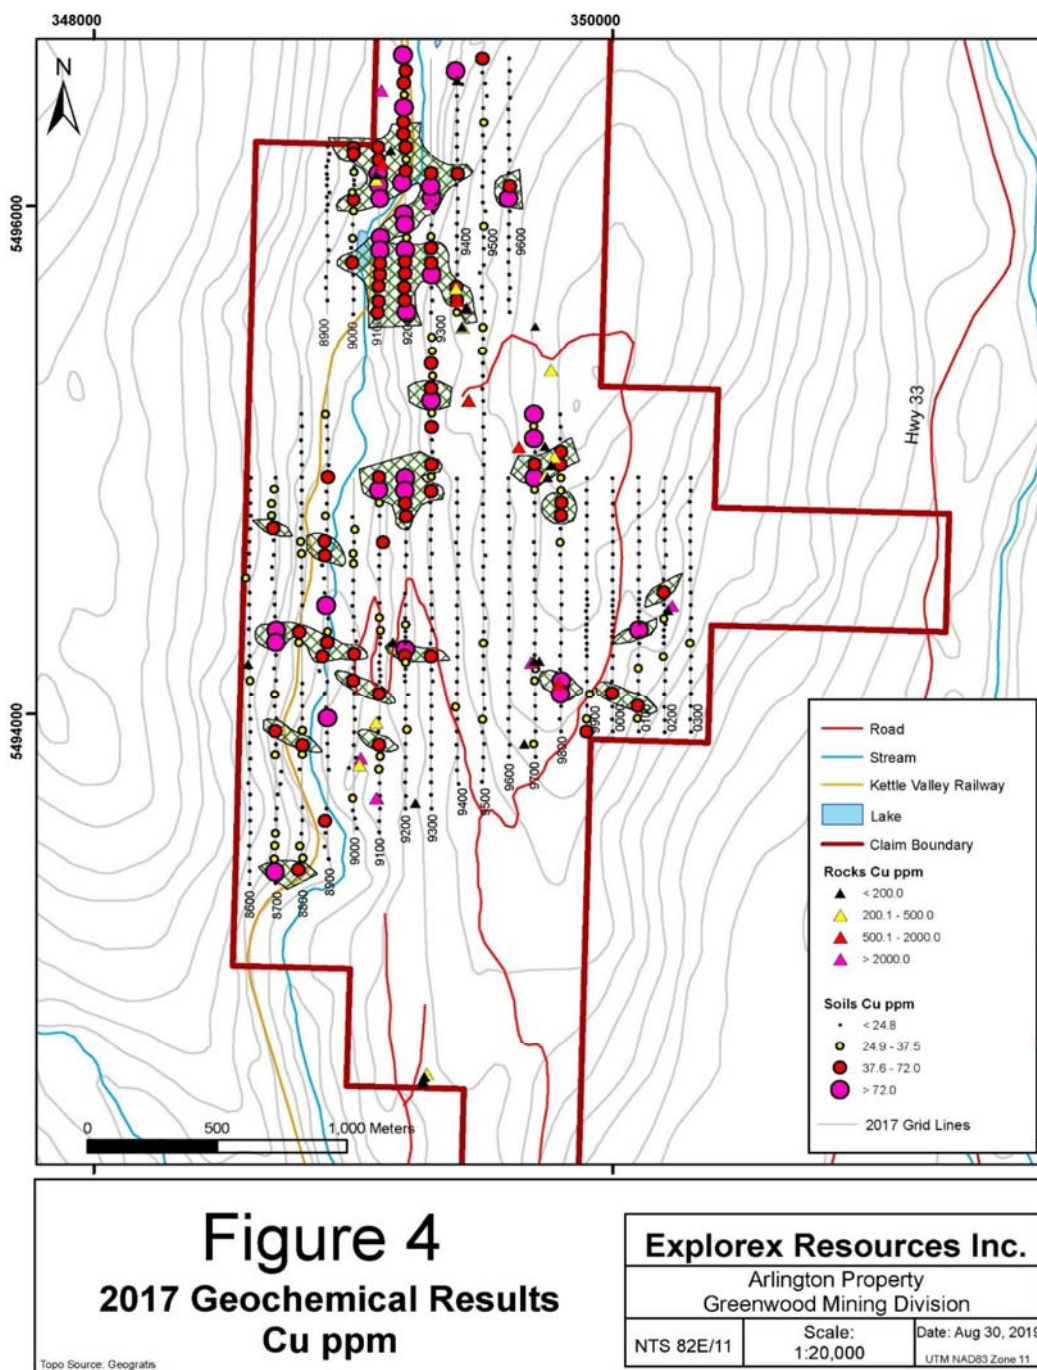 348000
350000
N
5496000
5494000
9400
9500
9600
8900
9000
9200
9300
Hwy 33
9900
0000
0100
0200
0300
9800
9700
9600
9500
9400
9300
9200
9100
9000
8900
8800
8700
8600
Road
Stream
Kettle Valley Railway
Lake
Claim Boundary
Rocks Cu ppm
< 200.0
200.1 - 500.0
500.1 - 2000.0
> 2000.0
Soils Cu ppm
< 24.8
24.9 - 37.5
37.6 - 72.0
> 72.0
2017 Grid Lines
0 500 1,000 Meters
Figure 4
2017 Geochemical Results
Cu ppm
Topo Source: Geogratis
Explorex Resources Inc.
Arlington Property
Greenwood Mining Division
NTS 82E/11
Scale:
1:20,000
Date: Aug 30, 2019
UTM NAD83 Zone 11